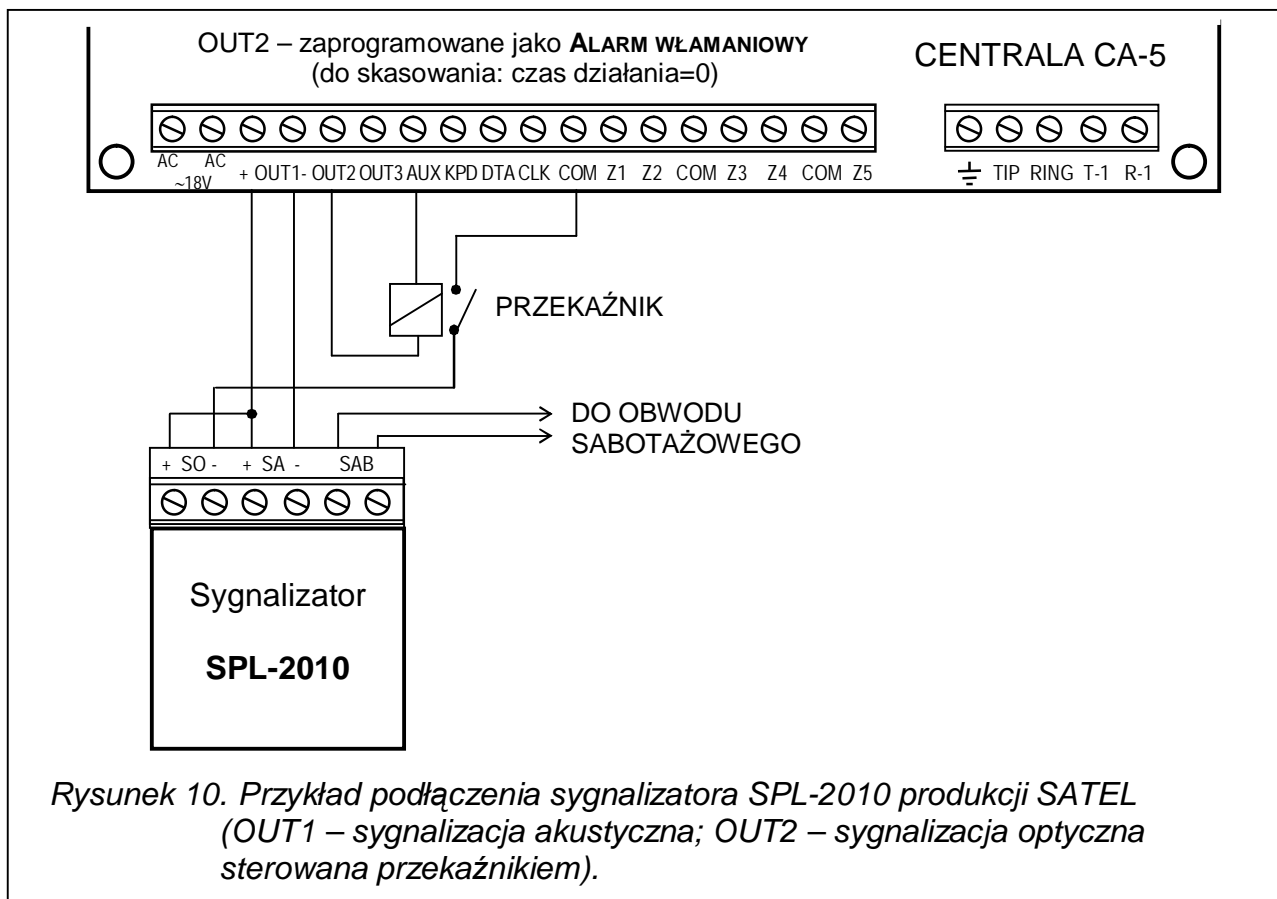 OUT2 – zaprogramowane jako ALARM WŁAMANIOWY
(do skasowania: czas działania=0)
CENTRALA CA-5
AC AC
~18V
+ OUT1- OUT2 OUT3 AUX KPD DTA CLK COM Z1 Z2 COM Z3 Z4 COM Z5
TIP RING T-1 R-1
PRZEKAŹNIK
DO OBWODU
SABOTAŻOWEGO
+ SO - + SA - SAB
Sygnalizator
SPL-2010
Rysunek 10. Przykład podłączenia sygnalizatora SPL-2010 produkcji SATEL
(OUT1 – sygnalizacja akustyczna; OUT2 – sygnalizacja optyczna
sterowana przekaźnikiem).